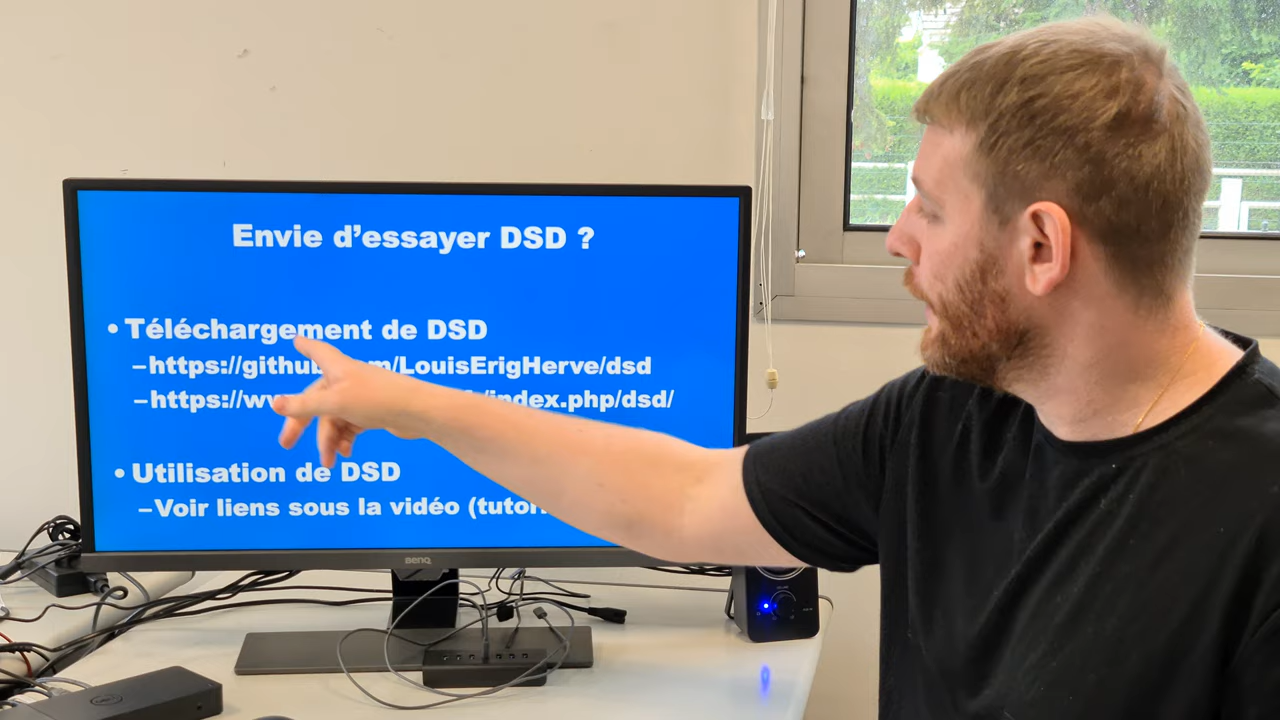 Envie d'essayer DSD ?
• Téléchargement de DSD
–https://github. /LouisErigHerve/dsd
–https:// /index.php/dsd/
• Utilisation de DSD
–Voir liens sous la vidéo
BenQ
DELL